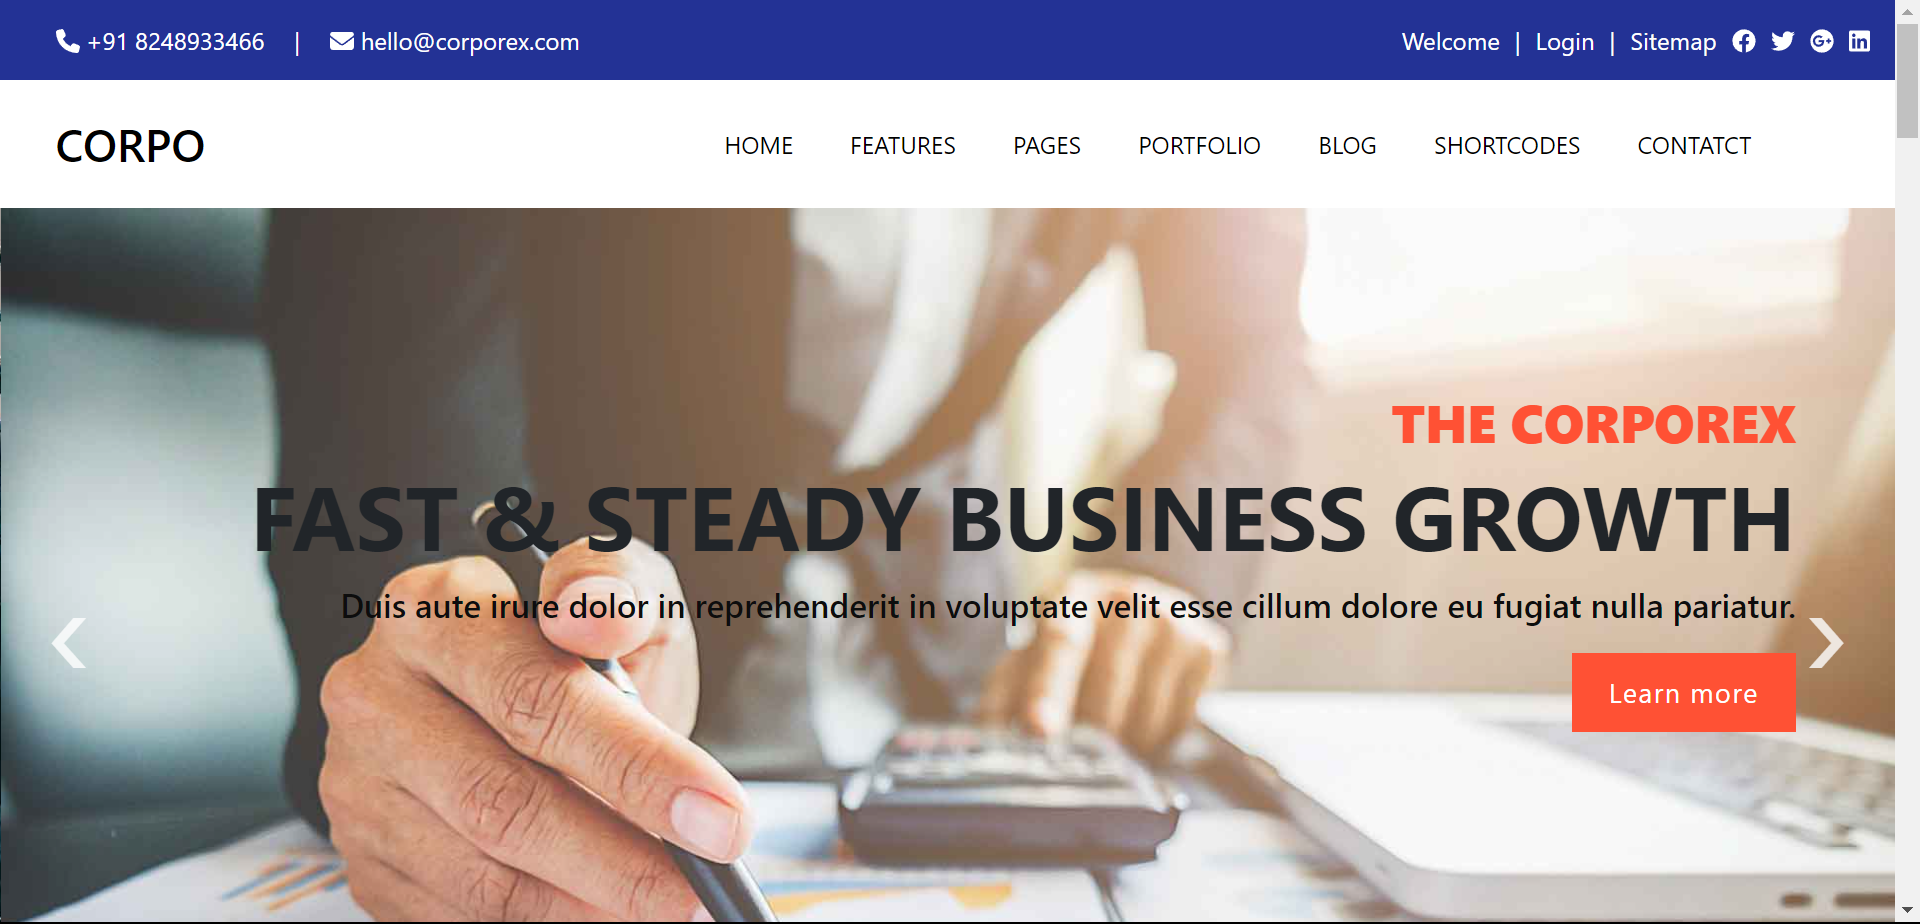 +91 8248933466 | hello@corporex.com Welcome | Login | Sitemap
CORPO HOME FEATURES PAGES PORTFOLIO BLOG SHORTCODES CONTATCT
THE CORPOREX
FAST & STEADY BUSINESS GROWTH
Duis aute irure dolor in reprehenderit in voluptate velit esse cillum dolore eu fugiat nulla pariatur.
Learn more